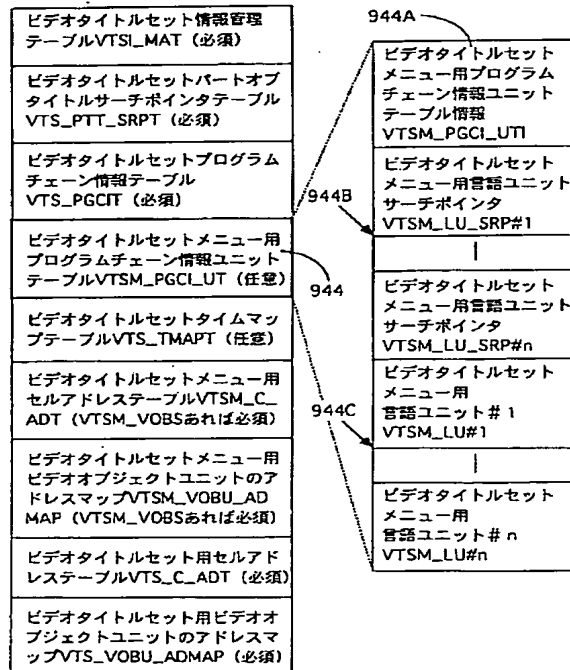 ビデオタイトルセット情報管理
テーブルVTSI_MAT（必須）
ビデオタイトルセットパートオブ
タイトルサーチポインタテーブル
VTS_PTT_SRPT（必須）
ビデオタイトルセットプログラム
チェーン情報テーブル
VTS_PGCIT（必須）
ビデオタイトルセットメニュー用
プログラムチェーン情報ユニット
テーブルVTSM_PGCI_UT（任意）
ビデオタイトルセットタイムマッ
プテーブルVTS_TMAPT（任意）
ビデオタイトルセットメニュー用
セルアドレステーブルVTSM_C_
ADT（VTSM_VOBSあれば必須）
ビデオタイトルセットメニュー用
ビデオオブジェクトユニットのア
ドレスマップVTSM_VOBU_AD
MAP（VTSM_VOBSあれば必須）
ビデオタイトルセット用セルアド
レステーブルVTS_C_ADT（必須）
ビデオタイトルセット用ビデオオ
ブジェクトユニットのアドレスマ
ップVTS_VOBU_ADMAP（必須）
944
944A
ビデオタイトルセット
メニュー用プログラム
チェーン情報ユニット
テーブル情報
VTSM_PGCI_UTI
944B
ビデオタイトルセット
メニュー用言語ユニット
サーチポインタ
VTSM_LU_SRP#1
ビデオタイトルセット
メニュー用言語ユニット
サーチポインタ
VTSM_LU_SRP#n
944C
ビデオタイトルセット
メニュー用
言語ユニット＃1
VTSM_LU#1
ビデオタイトルセット
メニュー用
言語ユニット＃n
VTSM_LU#n